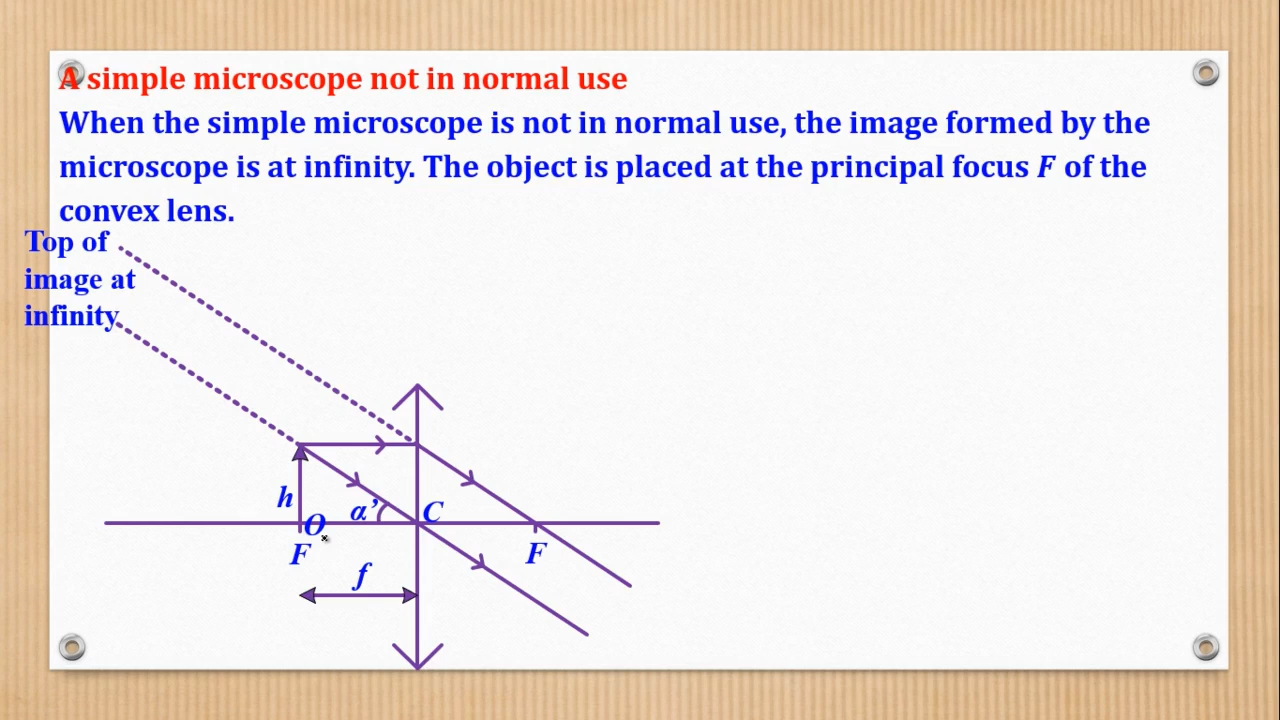 A simple microscope not in normal use
When the simple microscope is not in normal use, the image formed by the
microscope is at infinity. The object is placed at the principal focus F of the
convex lens.
Top of
image at
infinity
h
O
α’
C
F
F
f